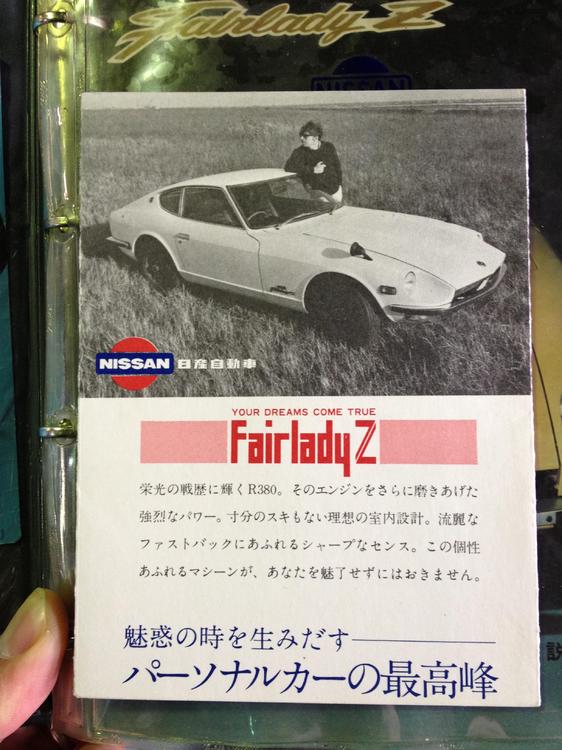 Fairlady Z
NISSAN
NISSAN 日産自動車
YOUR DREAMS COME TRUE
Fairlady Z
栄光の戦歴に輝くR380。そのエンジンをさらに磨きあげた
強烈なパワー。寸分のスキもない理想の室内設計。流麗な
ファストバックにあふれるシャープなセンス。この個性
あふれるマシーンが、あなたを魅了せずにはおきません。
魅惑の時を生みだす
パーソナルカーの最高峰